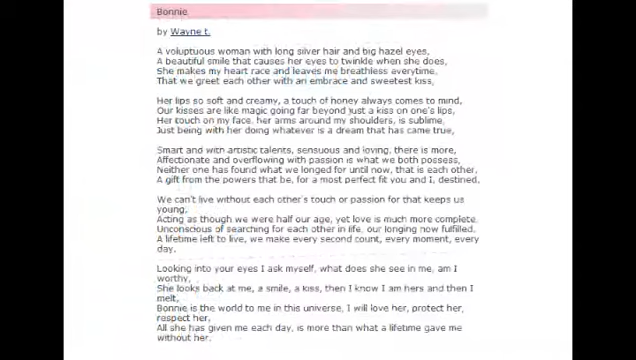 Bonnie
by Wayne t.
A voluptuous woman with long silver hair and big hazel eyes,
A beautiful smile that causes her eyes to twinkle when she does,
She makes my heart race and leaves me breathless everytime,
That we greet each other with an embrace and sweetest kiss,
Her lips so soft and creamy, a touch of honey always comes to mind,
Our kisses are like magic going far beyond just a kiss on one's lips,
Her touch on my face, her arms around my shoulders, is sublime,
Just being with her doing whatever is a dream that has came true,
Smart and with artistic talents, sensuous and loving, there is more,
Affectionate and overflowing with passion is what we both possess,
Neither one has found what we longed for until now, that is each other,
A gift from the powers that be, for a most perfect fit you and I, destined,
We can't live without each other's touch or passion for that keeps us
young,
Acting as though we were half our age, yet love is much more complete.
Unconscious of searching for each other in life, our longing now fulfilled.
A lifetime left to live, we make every second count, every moment, every
day.
Looking into your eyes I ask myself, what does she see in me, am I
worthy,
She looks back at me, a smile, a kiss, then I know I am hers and then I
melt,
Bonnie is the world to me in this universe, I will love her, protect her,
respect her,
All she has given me each day, is more than what a lifetime gave me
without her.